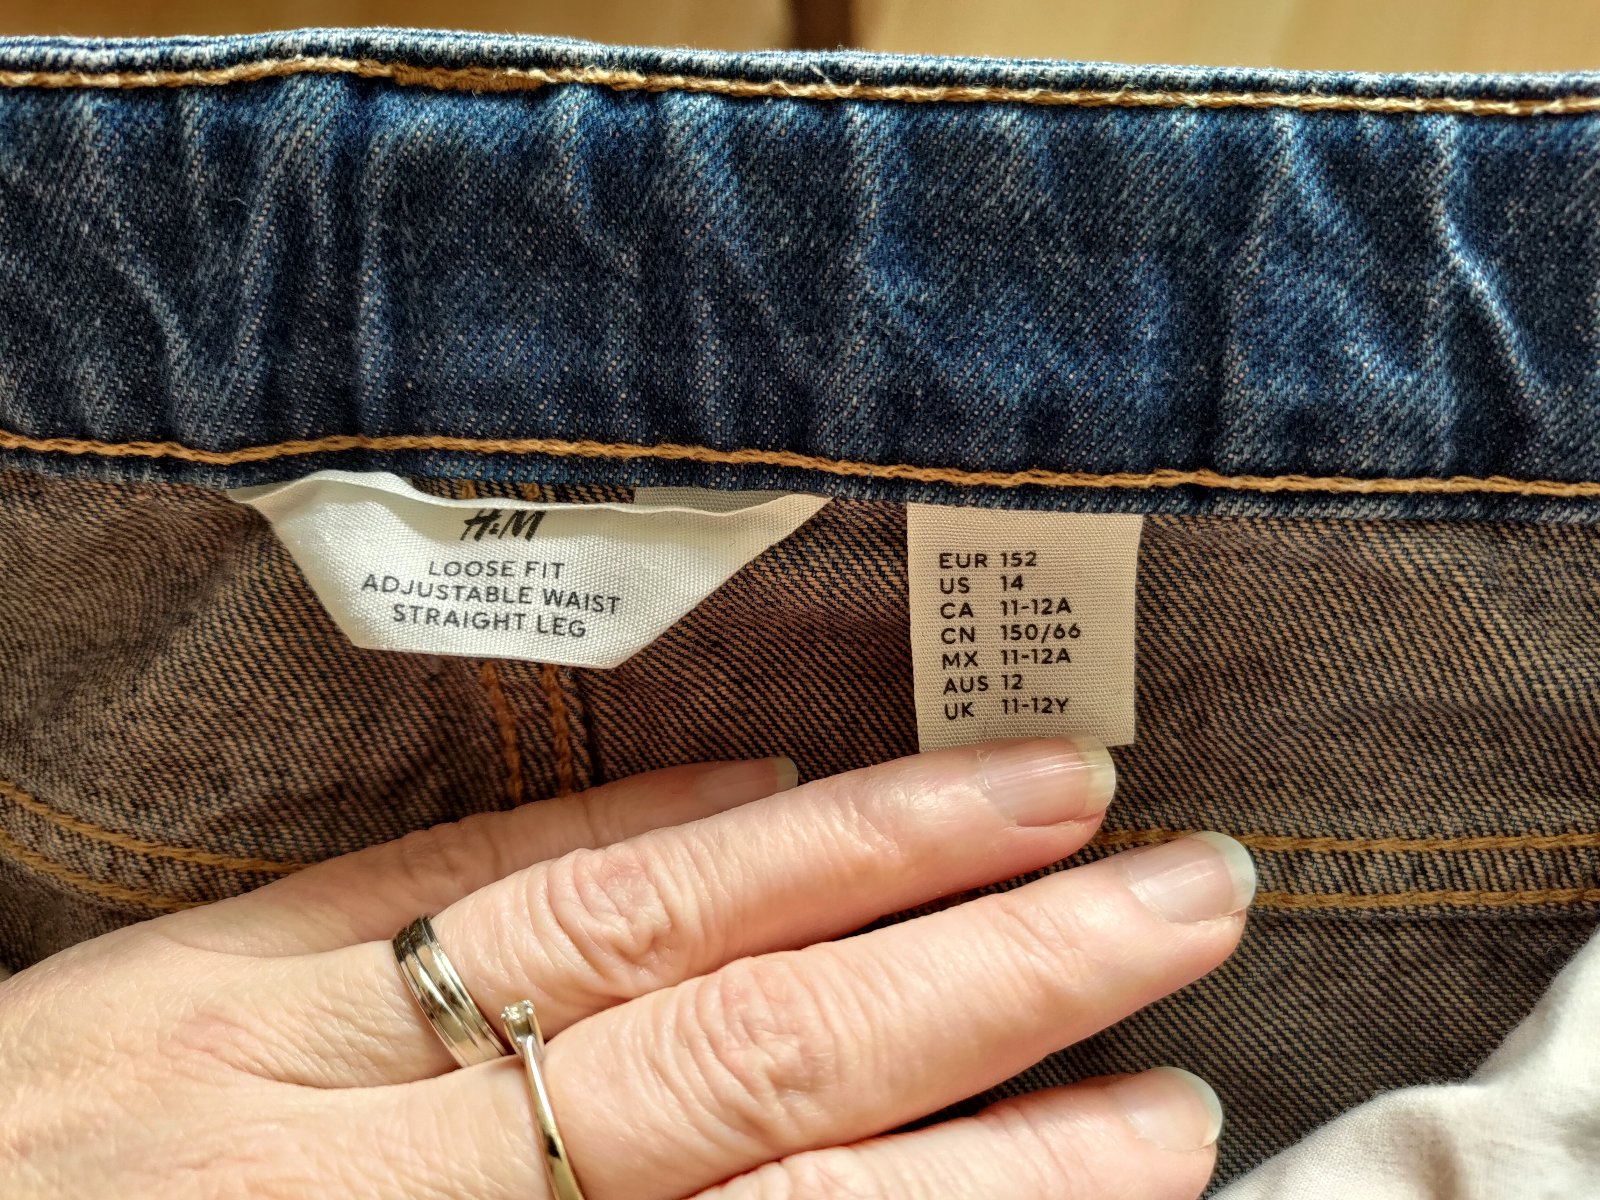 H&M
LOOSE FIT
ADJUSTABLE WAIST
STRAIGHT LEG
EUR 152
US 14
CA 11-12A
CN 150/66
MX 11-12A
AUS 12
UK 11-12Y